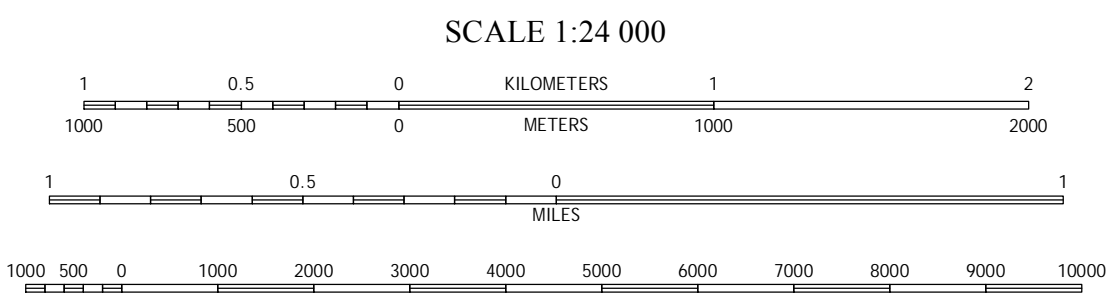 SCALE 1:24 000
1 0.5 0 KILOMETERS 1 2
1000 500 0 METERS 1000 2000
1 0.5 0 1
MILES
1000 500 0 1000 2000 3000 4000 5000 6000 7000 8000 9000 10000